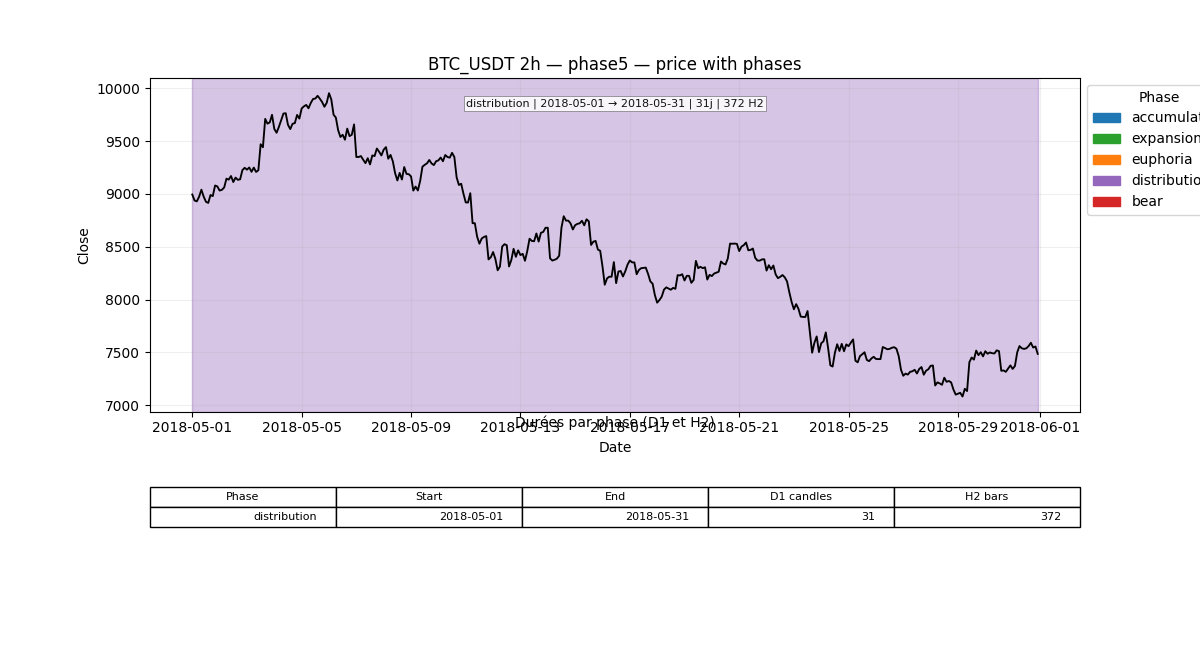 BTC_USDT 2h — phase5 — price with phases
distribution | 2018-05-01 → 2018-05-31 | 31j | 372 H2
Close
10000
9500
9000
8500
8000
7500
7000
2018-05-01 2018-05-05 2018-05-09 2018-05-13 2018-05-17 2018-05-21 2018-05-25 2018-05-29 2018-06-01
Durées par phase (D1 et H2)
Date
Phase
accumulat
expansion
euphoria
distributio
bear
Phase Start End D1 candles H2 bars
distribution 2018-05-01 2018-05-31 31 372